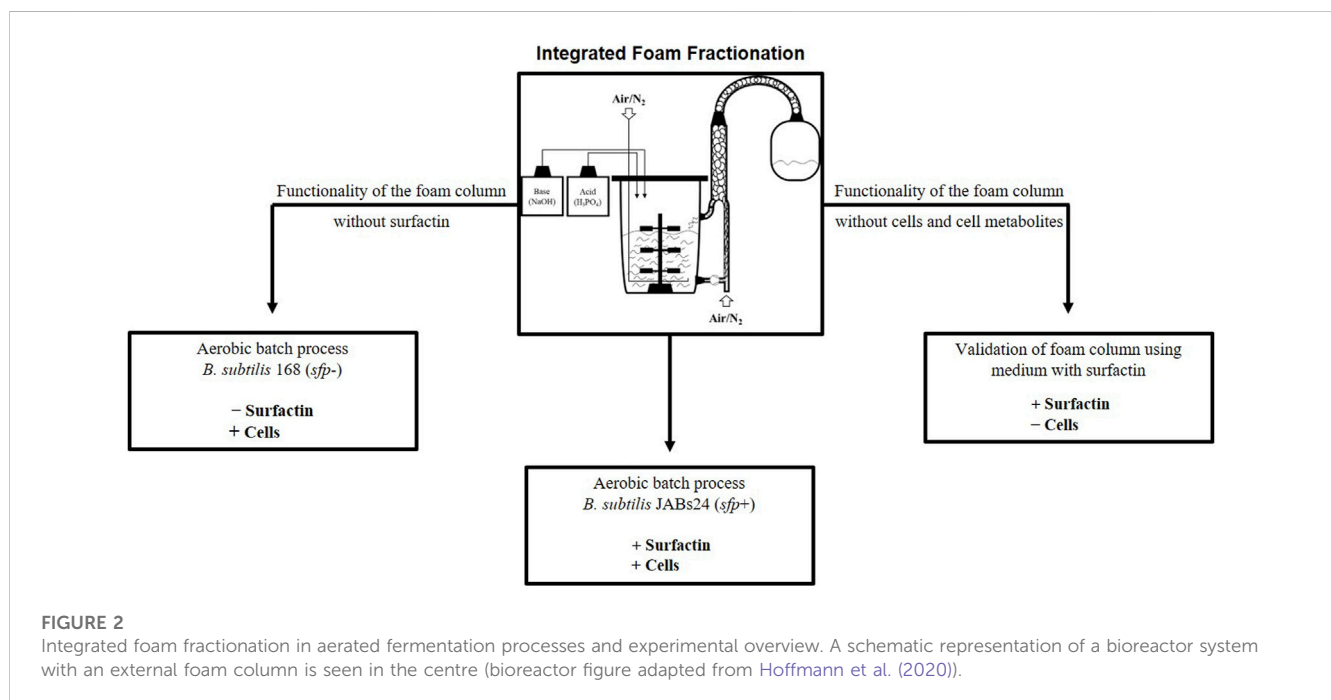 Integrated Foam Fractionation
Air/N₂
Base
(NaOH)
Acid
(H₃PO₄)
Air/N₂
Functionality of the foam column
without surfactin
Functionality of the foam column
without cells and cell metabolites
Aerobic batch process
B. subtilis 168 (sfp-)
− Surfactin
+ Cells
Aerobic batch process
B. subtilis JABs24 (sfp+)
+ Surfactin
+ Cells
Validation of foam column using
medium with surfactin
+ Surfactin
− Cells
FIGURE 2
Integrated foam fractionation in aerated fermentation processes and experimental overview. A schematic representation of a bioreactor system
with an external foam column is seen in the centre (bioreactor figure adapted from Hoffmann et al. (2020)).